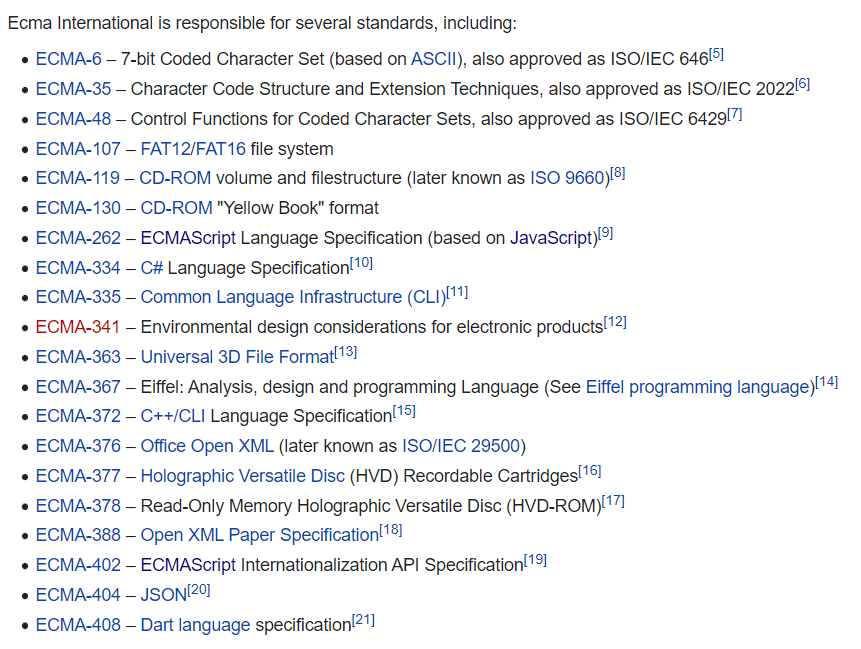 Ecma International is responsible for several standards, including:
• ECMA-6 – 7-bit Coded Character Set (based on ASCII), also approved as ISO/IEC 646[5]
• ECMA-35 – Character Code Structure and Extension Techniques, also approved as ISO/IEC 2022[6]
• ECMA-48 – Control Functions for Coded Character Sets, also approved as ISO/IEC 6429[7]
• ECMA-107 – FAT12/FAT16 file system
• ECMA-119 – CD-ROM volume and filestructure (later known as ISO 9660)[8]
• ECMA-130 – CD-ROM "Yellow Book" format
• ECMA-262 – ECMAScript Language Specification (based on JavaScript)[9]
• ECMA-334 – C# Language Specification[10]
• ECMA-335 – Common Language Infrastructure (CLI)[11]
• ECMA-341 – Environmental design considerations for electronic products[12]
• ECMA-363 – Universal 3D File Format[13]
• ECMA-367 – Eiffel: Analysis, design and programming Language (See Eiffel programming language)[14]
• ECMA-372 – C++/CLI Language Specification[15]
• ECMA-376 – Office Open XML (later known as ISO/IEC 29500)
• ECMA-377 – Holographic Versatile Disc (HVD) Recordable Cartridges[16]
• ECMA-378 – Read-Only Memory Holographic Versatile Disc (HVD-ROM)[17]
• ECMA-388 – Open XML Paper Specification[18]
• ECMA-402 – ECMAScript Internationalization API Specification[19]
• ECMA-404 – JSON[20]
• ECMA-408 – Dart language specification[21]